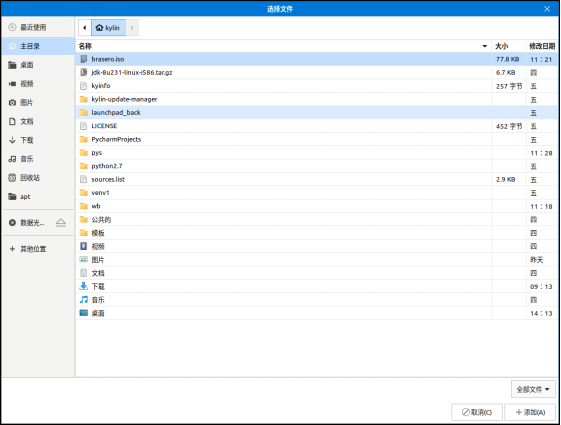 选择文件
最近使用
主目录
桌面
视频
图片
文档
下载
音乐
回收站
apt
数据光...
其他位置
kylin
名称 大小 修改日期
brasero.iso 77.8 KB 11：21
jdk-8u231-linux-i586.tar.gz 6.7 KB 四
kyinfo 257 字节 五
kylin-update-manager 五
launchpad_back 五
LICENSE 452 字节 五
PycharmProjects 五
pys 11：28
python2.7 五
sources.list 2.9 KB 五
venv1 五
wb 11：18
公共的 四
模板 四
视频 四
图片 昨天
文档 四
下载 09：13
音乐 四
桌面 14：13
全部文件
取消(C) 添加(A)